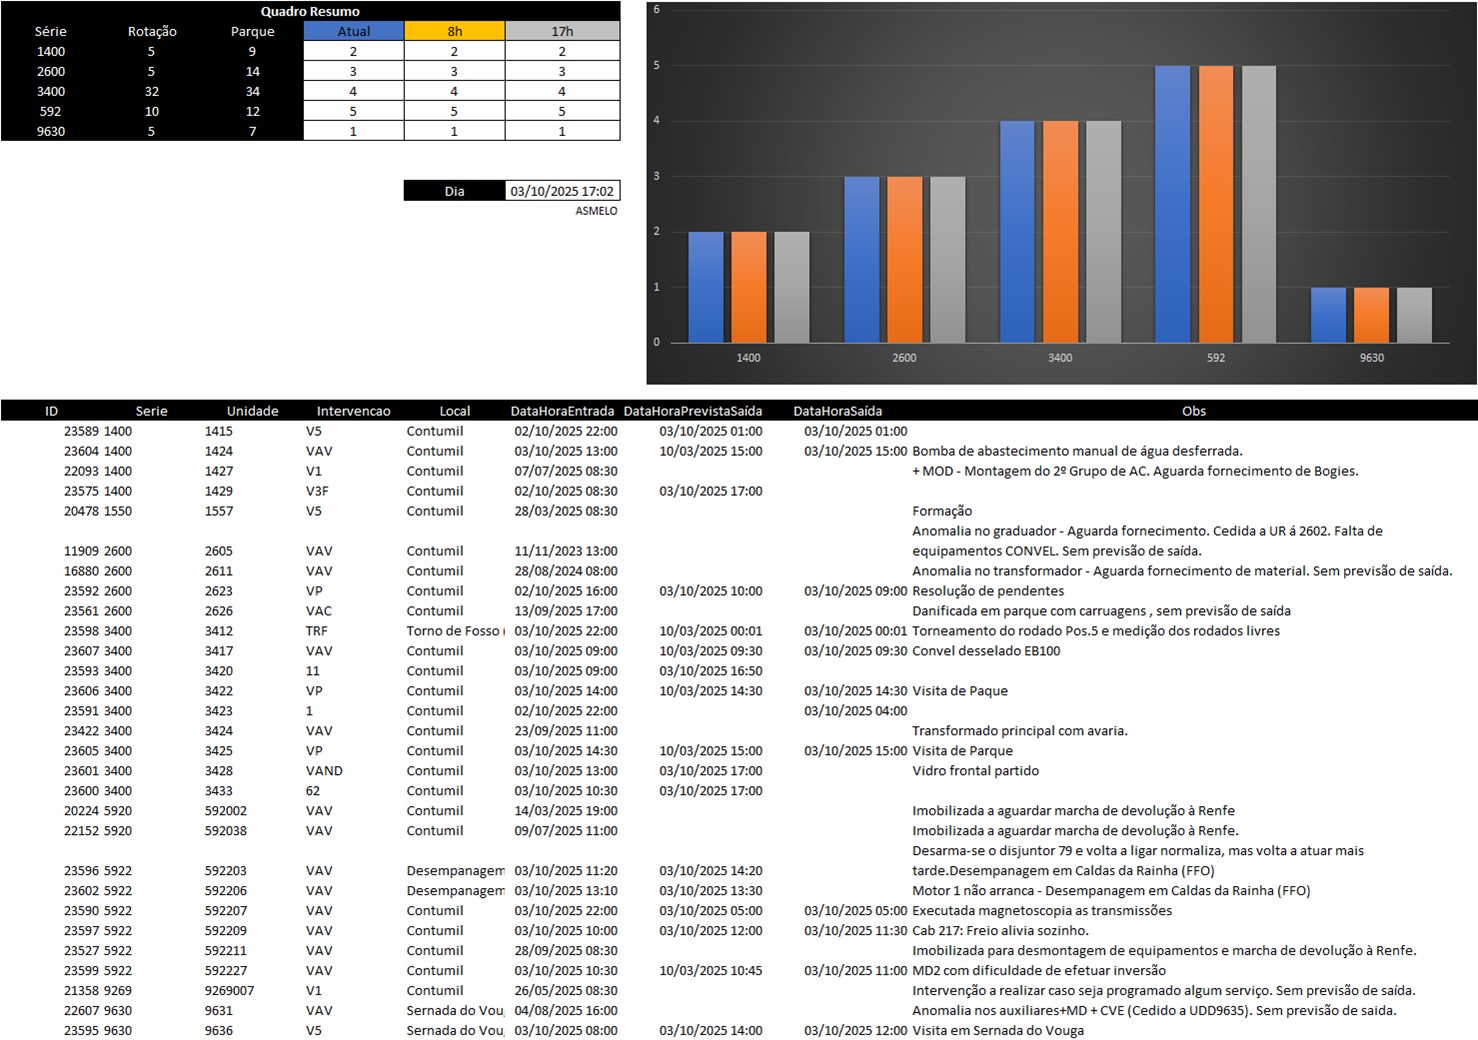 Quadro Resumo
Série Rotação Parque Atual 8h 17h
1400 5 9 2 2 2
2600 5 14 3 3 3
3400 32 34 4 4 4
592 10 12 5 5 5
9630 5 7 1 1 1
Dia 03/10/2025 17:02
ASMELO
6
5
4
3
2
1
0
1400 2600 3400 592 9630
ID Serie Unidade Intervencao Local DataHoraEntrada DataHoraPrevistaSaída DataHoraSaída Obs
23589 1400 1415 V5 Contumil 02/10/2025 22:00 03/10/2025 01:00 03/10/2025 01:00
23604 1400 1424 VAV Contumil 03/10/2025 13:00 10/03/2025 15:00 03/10/2025 15:00 Bomba de abastecimento manual de água desferrada.
22093 1400 1427 V1 Contumil 07/07/2025 08:30 + MOD - Montagem do 2º Grupo de AC. Aguarda fornecimento de Bogies.
23575 1400 1429 V3F Contumil 02/10/2025 08:30 03/10/2025 17:00
20478 1550 1557 V5 Contumil 28/03/2025 08:30 Formação
Anomalia no graduador - Aguarda fornecimento. Cedida a UR á 2602. Falta de
11909 2600 2605 VAV Contumil 11/11/2023 13:00 equipamentos CONVEL. Sem previsão de saída.
16880 2600 2611 VAV Contumil 28/08/2024 08:00 Anomalia no transformador - Aguarda fornecimento de material. Sem previsão de saída.
23592 2600 2623 VP Contumil 02/10/2025 16:00 03/10/2025 10:00 03/10/2025 09:00 Resolução de pendentes
23561 2600 2626 VAC Contumil 13/09/2025 17:00 Danificada em parque com carruagens , sem previsão de saída
23598 3400 3412 TRF Torno de Fosso ( 03/10/2025 22:00 10/03/2025 00:01 03/10/2025 00:01 Torneamento do rodado Pos.5 e medição dos rodados livres
23607 3400 3417 VAV Contumil 03/10/2025 09:00 10/03/2025 09:30 03/10/2025 09:30 Convel desselado EB100
23593 3400 3420 11 Contumil 03/10/2025 09:00 03/10/2025 16:50
23606 3400 3422 VP Contumil 03/10/2025 14:00 10/03/2025 14:30 03/10/2025 14:30 Visita de Paque
23591 3400 3423 1 Contumil 02/10/2025 22:00 03/10/2025 04:00
23422 3400 3424 VAV Contumil 23/09/2025 11:00 Transformado principal com avaria.
23605 3400 3425 VP Contumil 03/10/2025 14:30 10/03/2025 15:00 03/10/2025 15:00 Visita de Parque
23601 3400 3428 VAND Contumil 03/10/2025 13:00 03/10/2025 17:00 Vidro frontal partido
23600 3400 3433 62 Contumil 03/10/2025 10:30 03/10/2025 17:00
20224 5920 592002 VAV Contumil 14/03/2025 19:00 Imobilizada a aguardar marcha de devolução à Renfe
22152 5920 592038 VAV Contumil 09/07/2025 11:00 Imobilizada a aguardar marcha de devolução à Renfe.
Desarma-se o disjuntor 79 e volta a ligar normaliza, mas volta a atuar mais
23596 5922 592203 VAV Desempanagem 03/10/2025 11:20 03/10/2025 14:20 tarde.Desempanagem em Caldas da Rainha (FFO)
23602 5922 592206 VAV Desempanagem 03/10/2025 13:10 03/10/2025 13:30 Motor 1 não arranca - Desempanagem em Caldas da Rainha (FFO)
23590 5922 592207 VAV Contumil 03/10/2025 22:00 03/10/2025 05:00 03/10/2025 05:00 Executada magnetoscopia as transmissões
23597 5922 592209 VAV Contumil 03/10/2025 10:00 03/10/2025 12:00 03/10/2025 11:30 Cab 217: Freio alivia sozinho.
23527 5922 592211 VAV Contumil 28/09/2025 08:30 Imobilizada para desmontagem de equipamentos e marcha de devolução à Renfe.
23599 5922 592227 VAV Contumil 03/10/2025 10:30 10/03/2025 10:45 03/10/2025 11:00 MD2 com dificuldade de efetuar inversão
21358 9269 9269007 V1 Contumil 26/05/2025 08:30 Intervenção a realizar caso seja programado algum serviço. Sem previsão de saída.
22607 9630 9631 VAV Sernada do Vou 04/08/2025 16:00 Anomalia nos auxiliares+MD + CVE (Cedido a UDD9635). Sem previsão de saida.
23595 9630 9636 V5 Sernada do Vou 03/10/2025 08:00 03/10/2025 14:00 03/10/2025 12:00 Visita em Sernada do Vouga